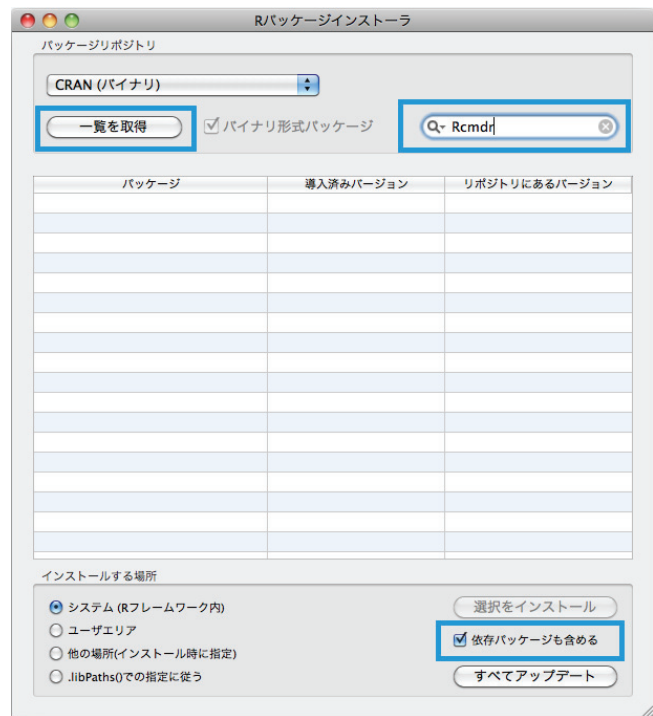 Rパッケージインストーラ
パッケージリポジトリ
CRAN (バイナリ)
一覧を取得
バイナリ形式パッケージ
Rcmdr
パッケージ 導入済みバージョン リポジトリにあるバージョン
インストールする場所
システム (Rフレームワーク内)
ユーザエリア
他の場所(インストール時に指定)
.libPaths()での指定に従う
選択をインストール
依存パッケージも含める
すべてアップデート